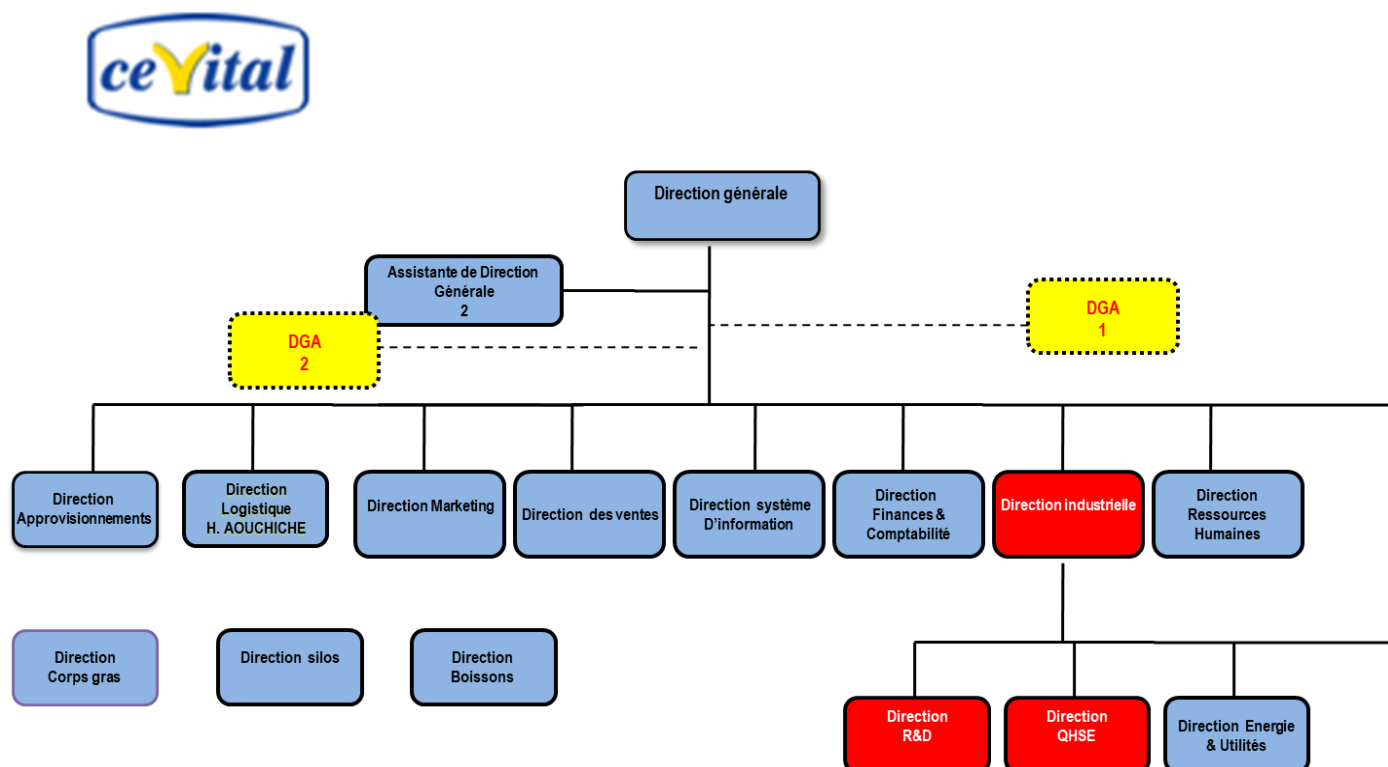 ceVital
Direction générale
Assistante de Direction
Générale
2
DGA
1
DGA
2
Direction
Approvisionnements
Direction
Logistique
H. AOUCHICHE
Direction Marketing
Direction des ventes
Direction système
D'information
Direction
Finances &
Comptabilité
Direction industrielle
Direction
Ressources
Humaines
Direction
Corps gras
Direction silos
Direction
Boissons
Direction
R&D
Direction
QHSE
Direction Energie
& Utilités